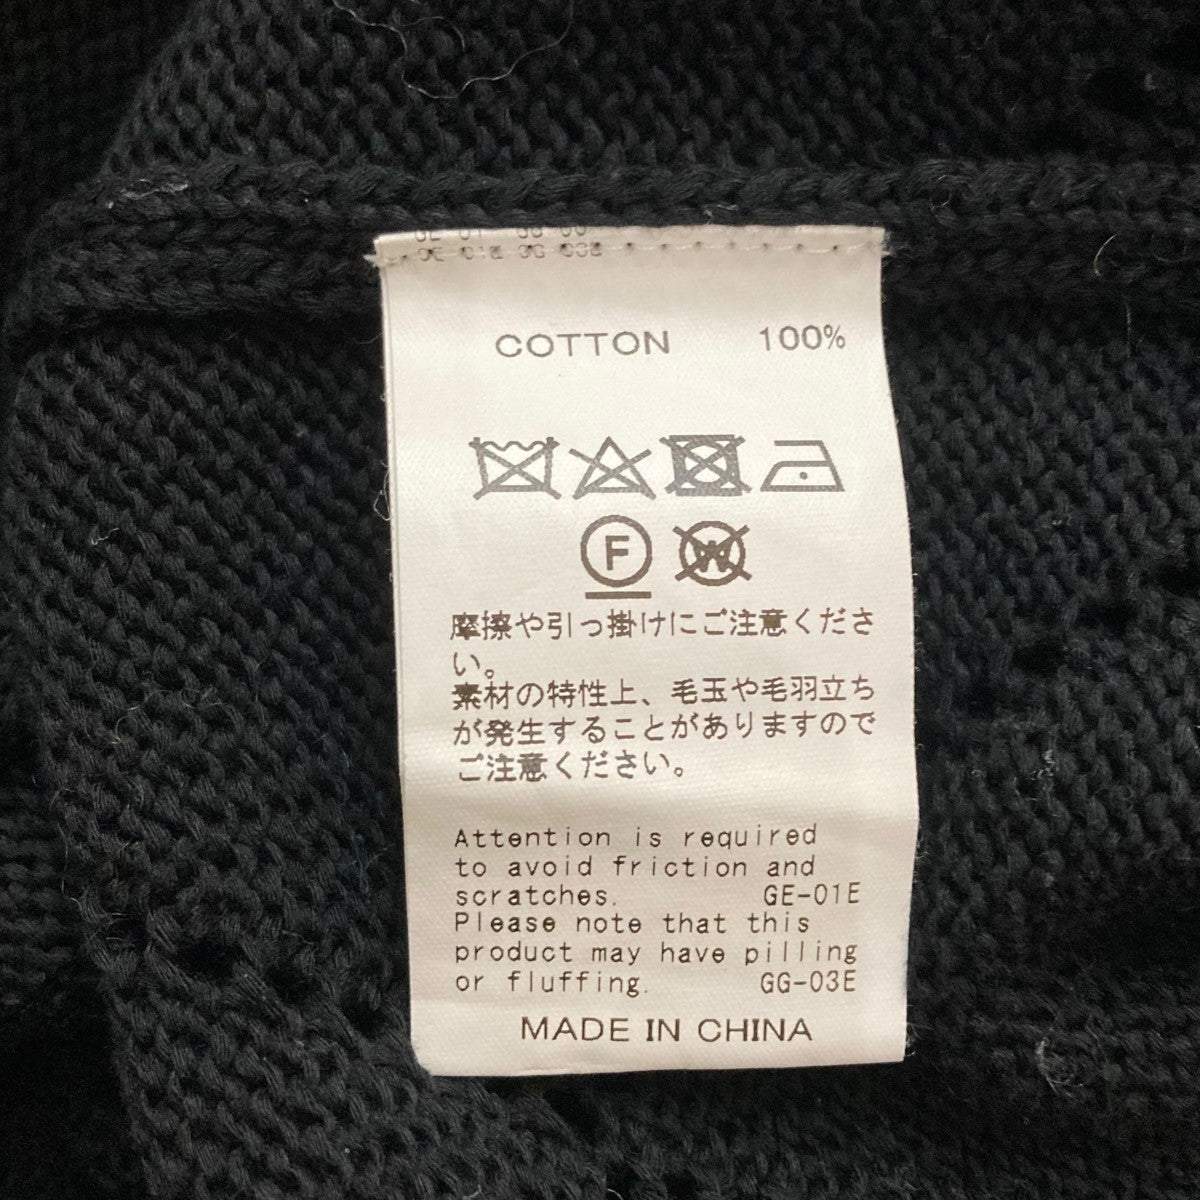 COTTON 100%
F W
摩擦や引っ掛けにご注意くださ
い。
素材の特性上、毛玉や毛羽立ち
が発生することがありますので
ご注意ください。
Attention is required
to avoid friction and
scratches. GE-01E
Please note that this
product may have pilling
or fluffing. GG-03E
MADE IN CHINA